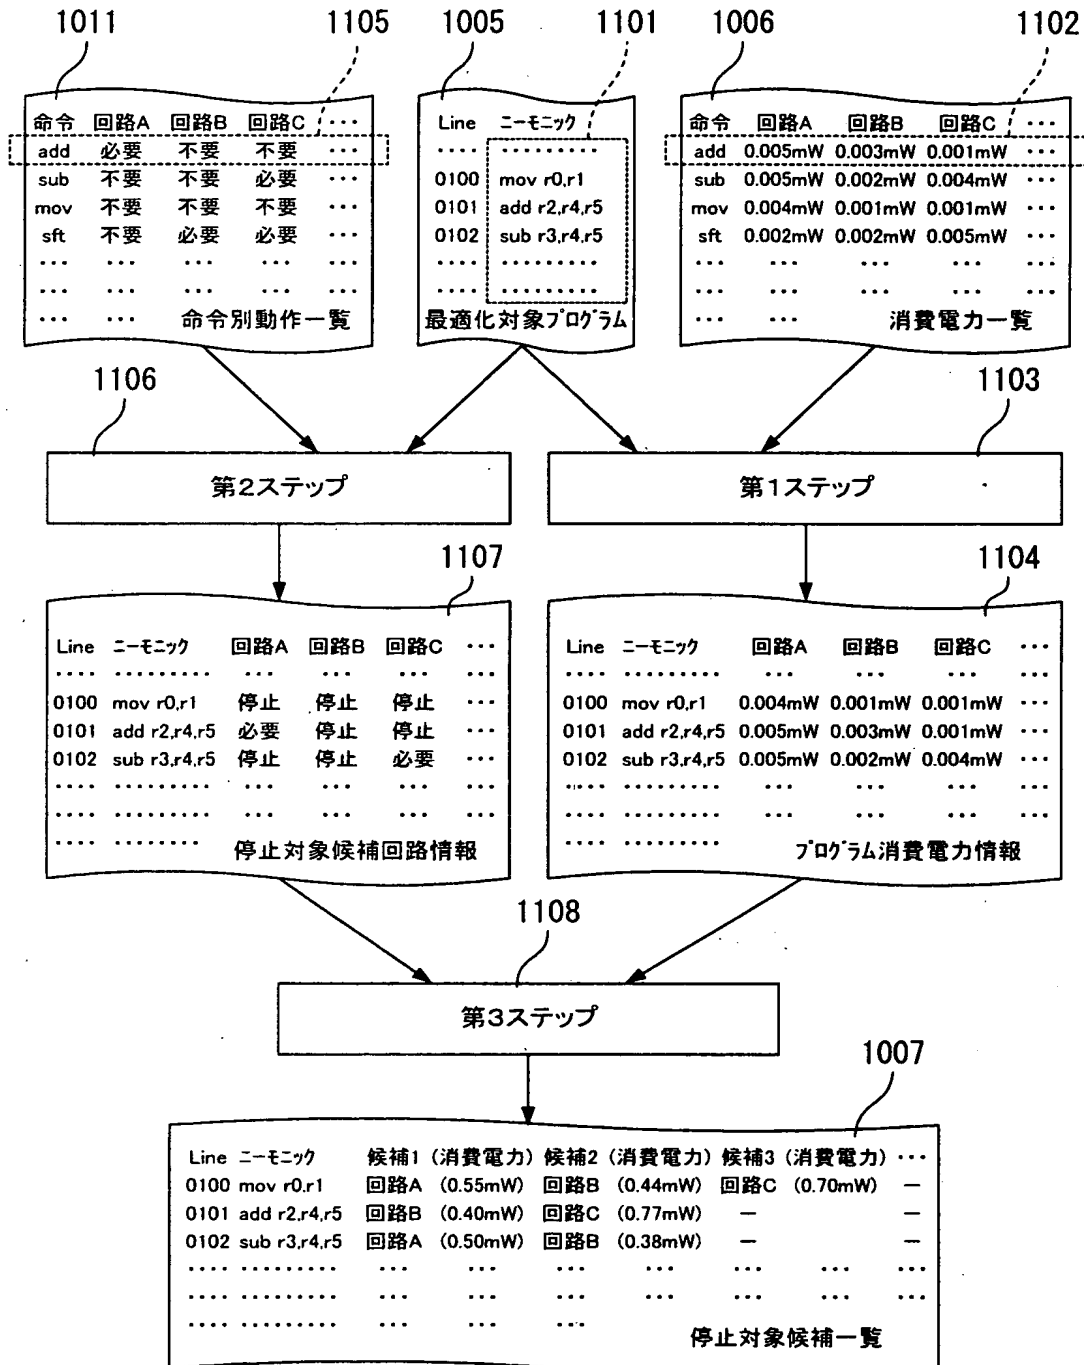 1011 1105 1005 1101 1006 1102
命令 回路A 回路B 回路C ･･･
add 必要 不要 不要 ･･･
sub 不要 不要 必要 ･･･
mov 不要 不要 不要 ･･･
sft 不要 必要 必要 ･･･
･･･ ･･･ ･･･ ･･･ ･･･
･･･ ･･･ ･･･ ･･･ ･･･
･･･ ･･･ 命令別動作一覧
Line ニーモニック
････ ･････････
0100 mov r0,r1
0101 add r2,r4,r5
0102 sub r3,r4,r5
････ ･････････
････ ･････････
最適化対象プログラム
命令 回路A 回路B 回路C ･･･
add 0.005mW 0.003mW 0.001mW ･･･
sub 0.005mW 0.002mW 0.004mW ･･･
mov 0.004mW 0.001mW 0.001mW ･･･
sft 0.002mW 0.002mW 0.005mW ･･･
･･･ ･･･ ･･･ ･･･ ･･･
･･･ ･･･ ･･･ ･･･ ･･･
･･･ ･･･ 消費電力一覧
1106 1103
第2ステップ 第1ステップ
1107 1104
Line ニーモニック 回路A 回路B 回路C ･･･
････ ･････････ ･･･ ･･･ ･･･ ･･･
0100 mov r0,r1 停止 停止 停止 ･･･
0101 add r2,r4,r5 必要 停止 停止 ･･･
0102 sub r3,r4,r5 停止 停止 必要 ･･･
････ ･････････ ･･･ ･･･ ･･･ ･･･
････ ･････････ ･･･ ･･･ ･･･ ･･･
････ ････････ 停止対象候補回路情報
Line ニーモニック 回路A 回路B 回路C ･･･
････ ･････････ ･･･ ･･･ ･･･ ･･･
0100 mov r0,r1 0.004mW 0.001mW 0.001mW ･･･
0101 add r2,r4,r5 0.005mW 0.003mW 0.001mW ･･･
0102 sub r3,r4,r5 0.005mW 0.002mW 0.004mW ･･･
････ ･････････ ･･･ ･･･ ･･･ ･･･
････ ･････････ ･･･ ･･･ ･･･ ･･･
････ ････････ プログラム消費電力情報
1108
第3ステップ
1007
Line ニーモニック 候補1 (消費電力) 候補2 (消費電力) 候補3 (消費電力) ･･･
0100 mov r0.r1 回路A (0.55mW) 回路B (0.44mW) 回路C (0.70mW) －
0101 add r2,r4,r5 回路B (0.40mW) 回路C (0.77mW) － －
0102 sub r3,r4,r5 回路A (0.50mW) 回路B (0.38mW) － －
････ ･････････ ･･･ ･･･ ･･･ ･･･ ･･･ ･･･ ･･･
････ ･････････ ･･･ ･･･ ･･･ ･･･ ･･･ ･･･ ･･･
････ ･････････ ･･･ ･･･ ･･･ 停止対象候補一覧